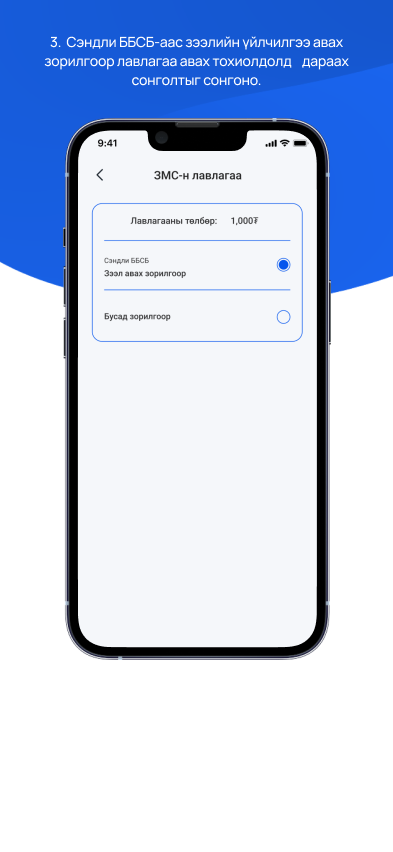 3. Сэндли ББСБ-аас зээлийн үйлчилгээ авах
зорилгоор лавлагаа авах тохиолдолд дараах
сонголтыг сонгоно.
9:41
ЗМС-н лавлагаа
Лавлагааны төлбөр: 1,000₮
Сэндли ББСБ
Зээл авах зорилгоор
Бусад зорилгоор